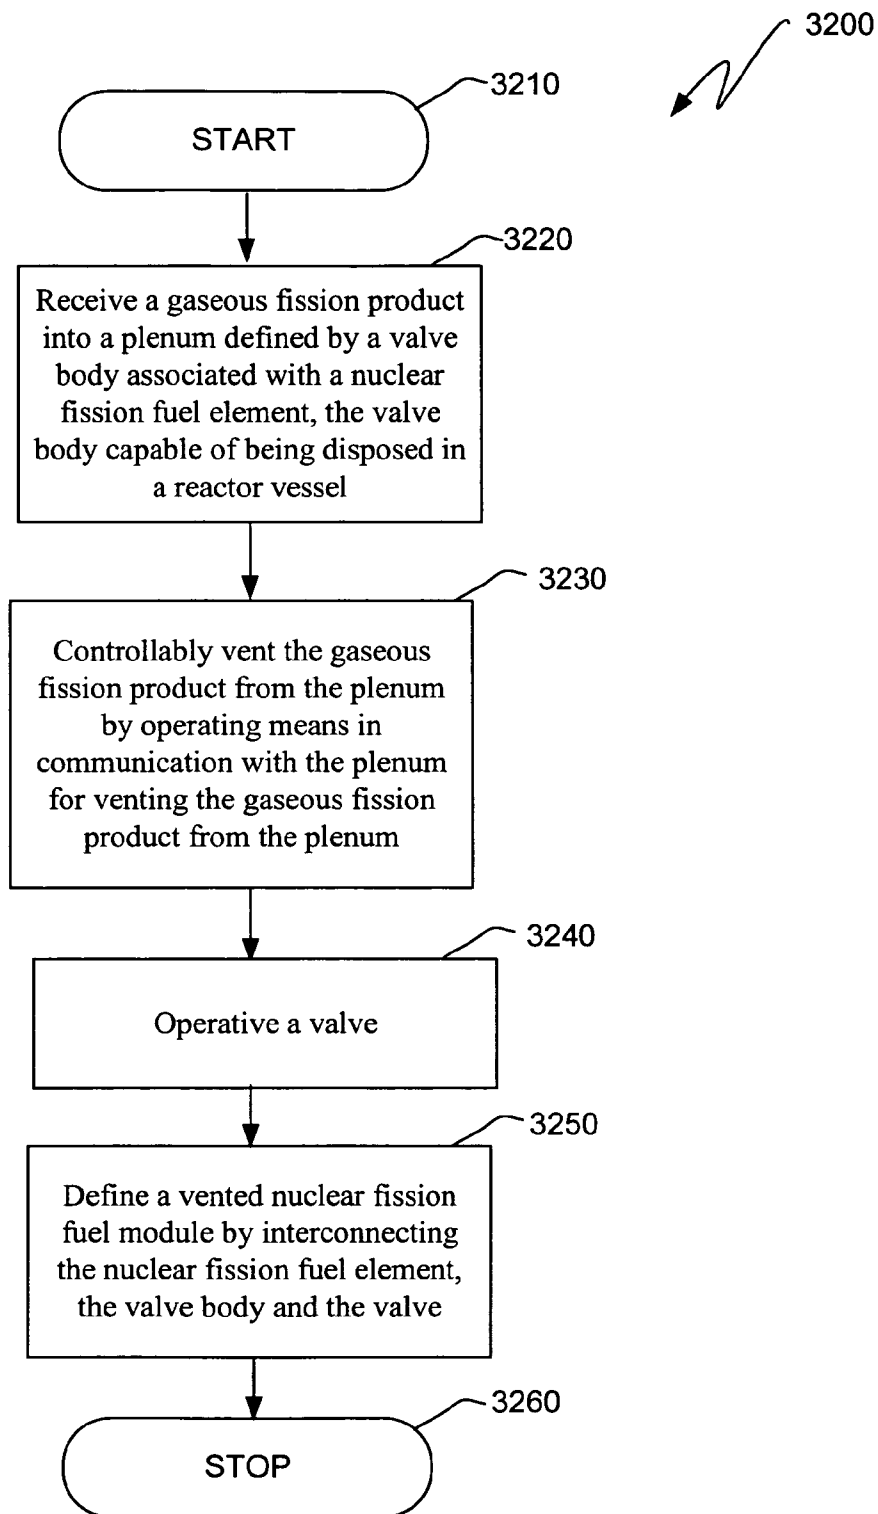 3200
3210
START
3220
Receive a gaseous fission product
into a plenum defined by a valve
body associated with a nuclear
fission fuel element, the valve
body capable of being disposed in
a reactor vessel
3230
Controllably vent the gaseous
fission product from the plenum
by operating means in
communication with the plenum
for venting the gaseous fission
product from the plenum
3240
Operative a valve
3250
Define a vented nuclear fission
fuel module by interconnecting
the nuclear fission fuel element,
the valve body and the valve
3260
STOP